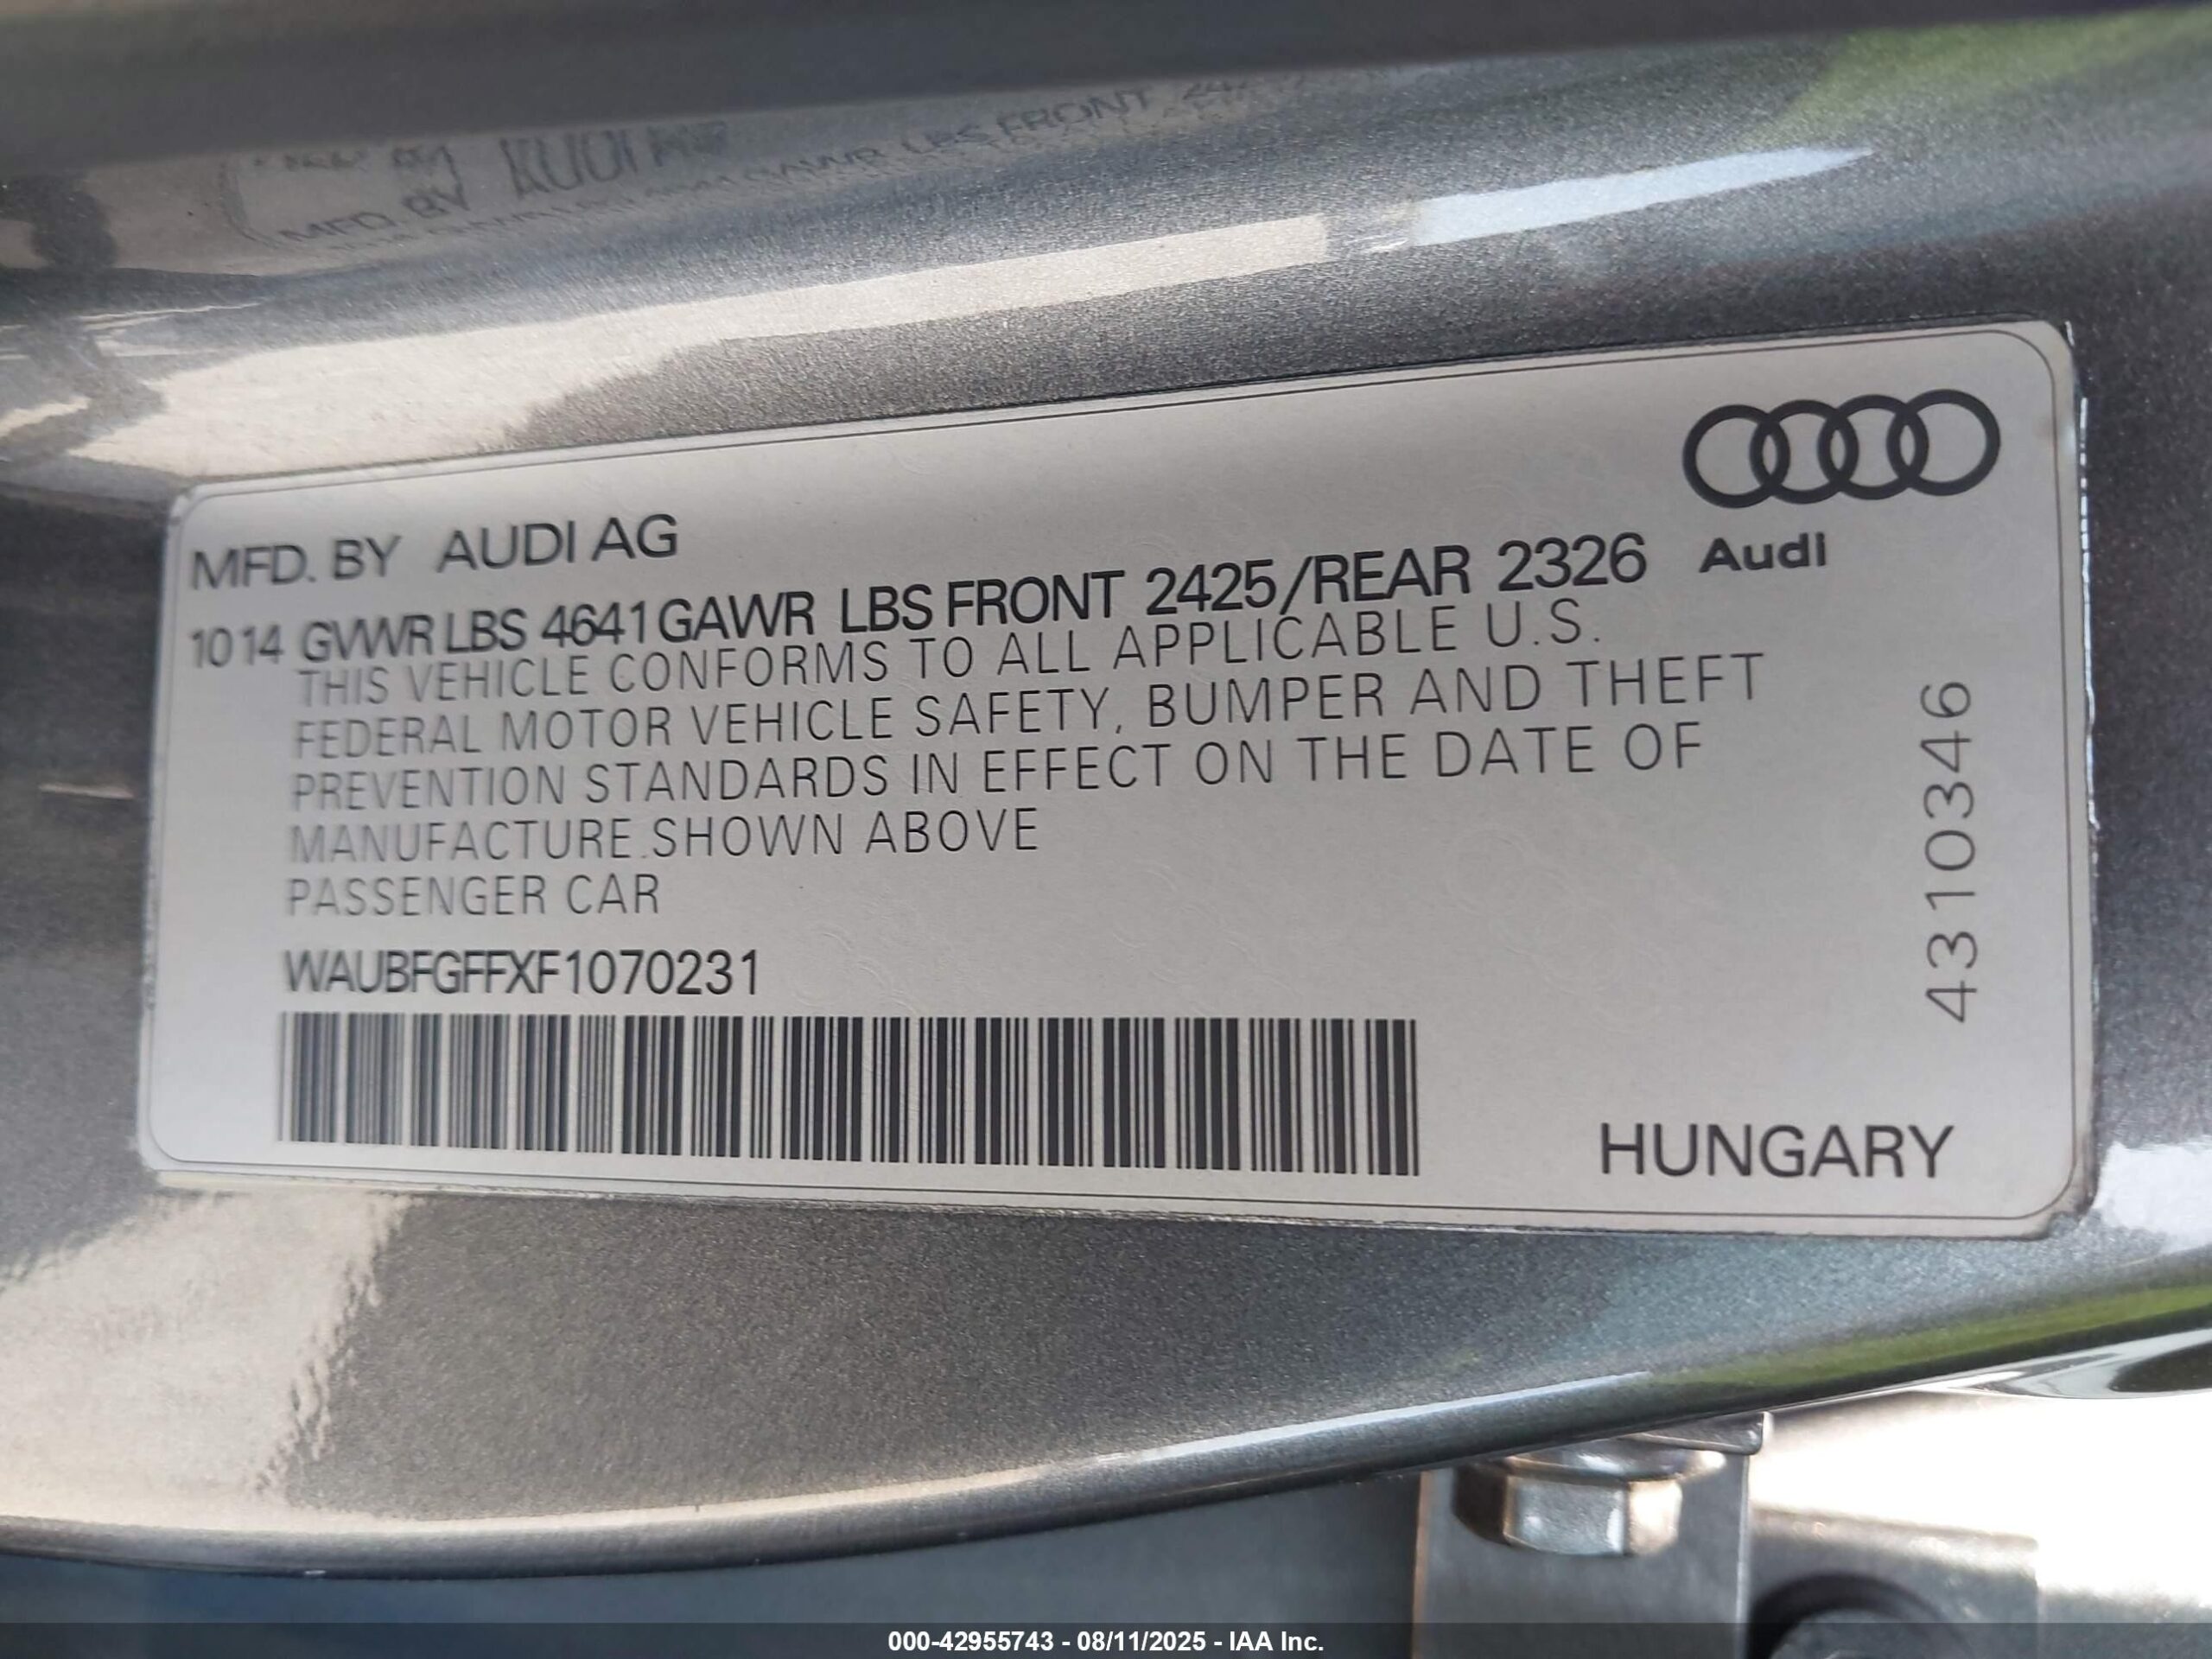 MFD. BY AUDI AG
10 14 GVWR LBS 4641 GAWR LBS FRONT 2425/REAR 2326
Audi
THIS VEHICLE CONFORMS TO ALL APPLICABLE U.S.
FEDERAL MOTOR VEHICLE SAFETY, BUMPER AND THEFT
PREVENTION STANDARDS IN EFFECT ON THE DATE OF
MANUFACTURE SHOWN ABOVE
PASSENGER CAR
WAUBFGFFXF1070231
4310346
HUNGARY
000-42955743 - 08/11/2025 - IAA Inc.